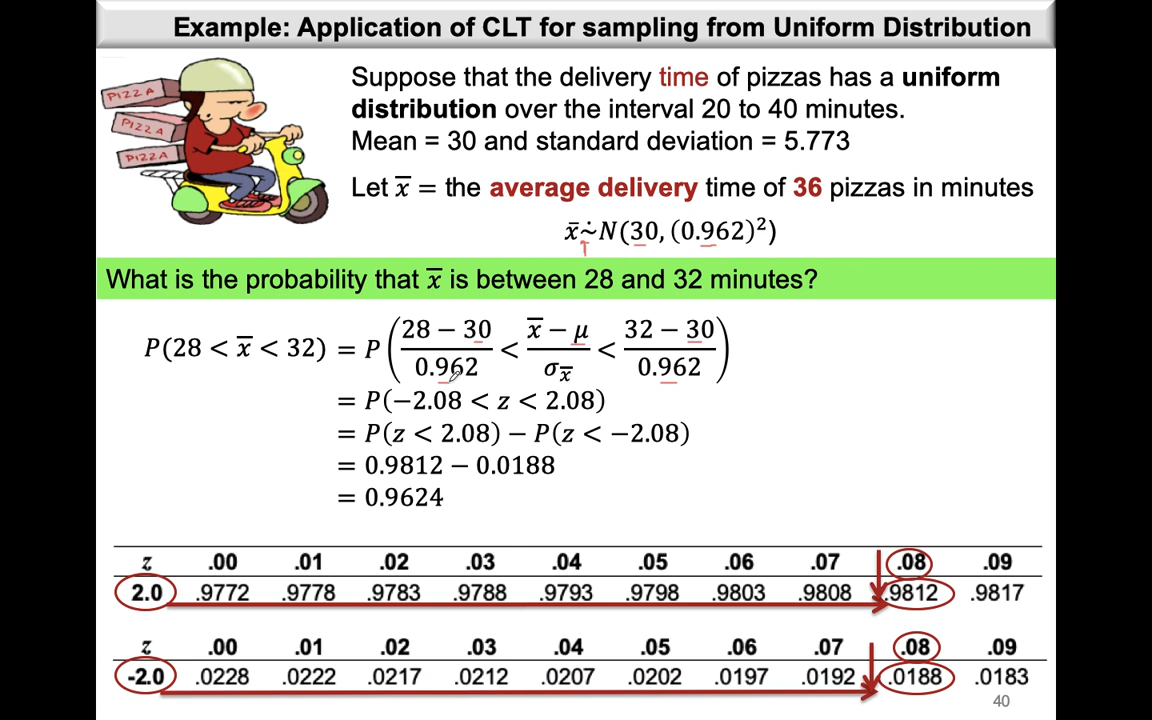 Example: Application of CLT for sampling from Uniform Distribution
PIZZA
PIZZA
PIZZA
Suppose that the delivery time of pizzas has a uniform
distribution over the interval 20 to 40 minutes.
Mean = 30 and standard deviation = 5.773
Let x̅ = the average delivery time of 36 pizzas in minutes
x̅ ∻ N(30, (0.962)²)
What is the probability that x̅ is between 28 and 32 minutes?
P(28 < x̅ < 32) = P((28 − 30)/0.962 < (x̅ − μ)/σx̅ < (32 − 30)/0.962)
= P(−2.08 < z < 2.08)
= P(z < 2.08) − P(z < −2.08)
= 0.9812 − 0.0188
= 0.9624
z .00 .01 .02 .03 .04 .05 .06 .07 .08 .09
2.0 .9772 .9778 .9783 .9788 .9793 .9798 .9803 .9808 .9812 .9817
z .00 .01 .02 .03 .04 .05 .06 .07 .08 .09
-2.0 .0228 .0222 .0217 .0212 .0207 .0202 .0197 .0192 .0188 .0183
40